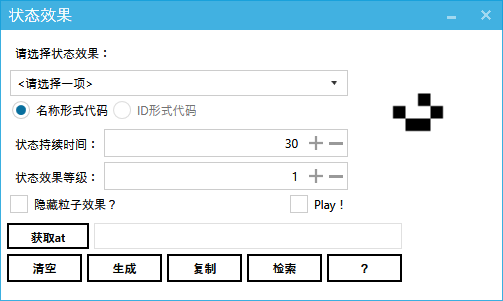 状态效果
请选择状态效果：
<请选择一项>
名称形式代码 ID形式代码
状态持续时间： 30
状态效果等级： 1
隐藏粒子效果？ Play！
获取at
清空 生成 复制 检索 ？